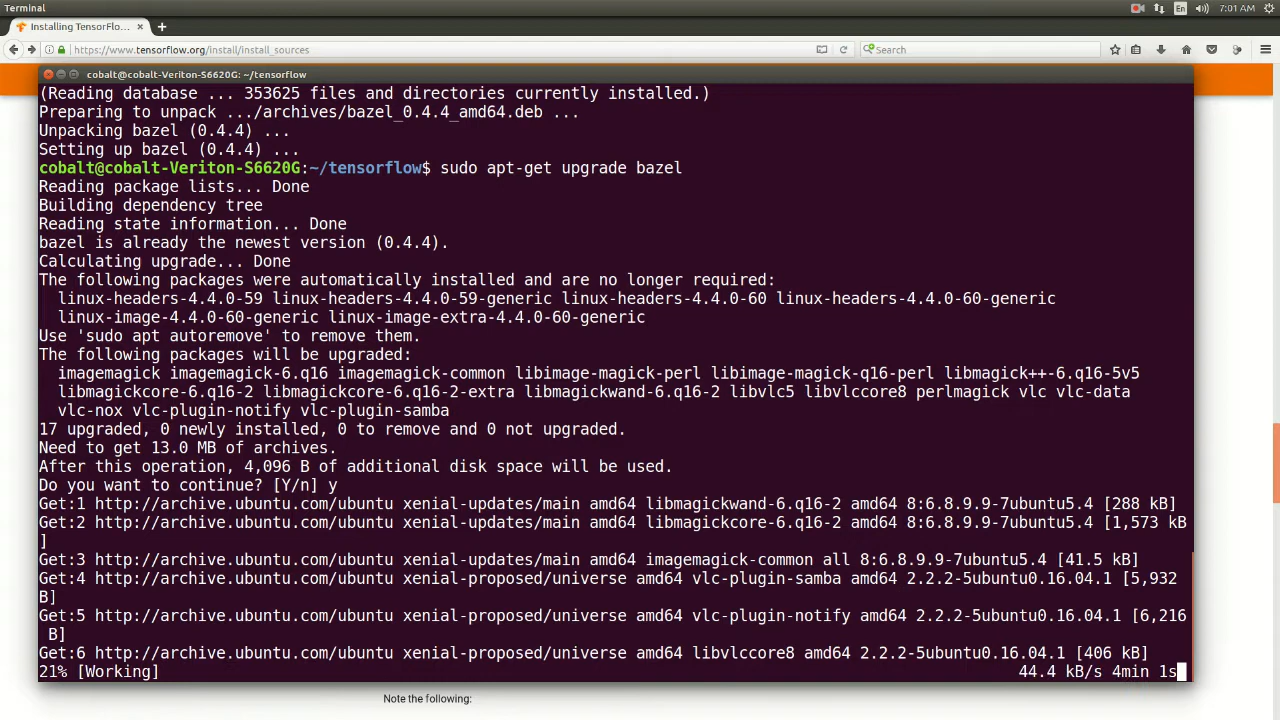 Terminal
En
7:01 AM
Installing TensorFlo...
https://www.tensorflow.org/install/install_sources
Search
cobalt@cobalt-Veriton-S6620G: ~/tensorflow
(Reading database ... 353625 files and directories currently installed.)
Preparing to unpack .../archives/bazel_0.4.4_amd64.deb ...
Unpacking bazel (0.4.4) ...
Setting up bazel (0.4.4) ...
cobalt@cobalt-Veriton-S6620G:~/tensorflow$ sudo apt-get upgrade bazel
Reading package lists... Done
Building dependency tree
Reading state information... Done
bazel is already the newest version (0.4.4).
Calculating upgrade... Done
The following packages were automatically installed and are no longer required:
linux-headers-4.4.0-59 linux-headers-4.4.0-59-generic linux-headers-4.4.0-60 linux-headers-4.4.0-60-generic
linux-image-4.4.0-60-generic linux-image-extra-4.4.0-60-generic
Use 'sudo apt autoremove' to remove them.
The following packages will be upgraded:
imagemagick imagemagick-6.q16 imagemagick-common libimage-magick-perl libimage-magick-q16-perl libmagick++-6.q16-5v5
libmagickcore-6.q16-2 libmagickcore-6.q16-2-extra libmagickwand-6.q16-2 libvlc5 libvlccore8 perlmagick vlc vlc-data
vlc-nox vlc-plugin-notify vlc-plugin-samba
17 upgraded, 0 newly installed, 0 to remove and 0 not upgraded.
Need to get 13.0 MB of archives.
After this operation, 4,096 B of additional disk space will be used.
Do you want to continue? [Y/n] y
Get:1 http://archive.ubuntu.com/ubuntu xenial-updates/main amd64 libmagickwand-6.q16-2 amd64 8:6.8.9.9-7ubuntu5.4 [288 kB]
Get:2 http://archive.ubuntu.com/ubuntu xenial-updates/main amd64 libmagickcore-6.q16-2 amd64 8:6.8.9.9-7ubuntu5.4 [1,573 kB
]
Get:3 http://archive.ubuntu.com/ubuntu xenial-updates/main amd64 imagemagick-common all 8:6.8.9.9-7ubuntu5.4 [41.5 kB]
Get:4 http://archive.ubuntu.com/ubuntu xenial-proposed/universe amd64 vlc-plugin-samba amd64 2.2.2-5ubuntu0.16.04.1 [5,932
B]
Get:5 http://archive.ubuntu.com/ubuntu xenial-proposed/universe amd64 vlc-plugin-notify amd64 2.2.2-5ubuntu0.16.04.1 [6,216
B]
Get:6 http://archive.ubuntu.com/ubuntu xenial-proposed/universe amd64 libvlccore8 amd64 2.2.2-5ubuntu0.16.04.1 [406 kB]
21% [Working] 44.4 kB/s 4min 1s
Note the following: